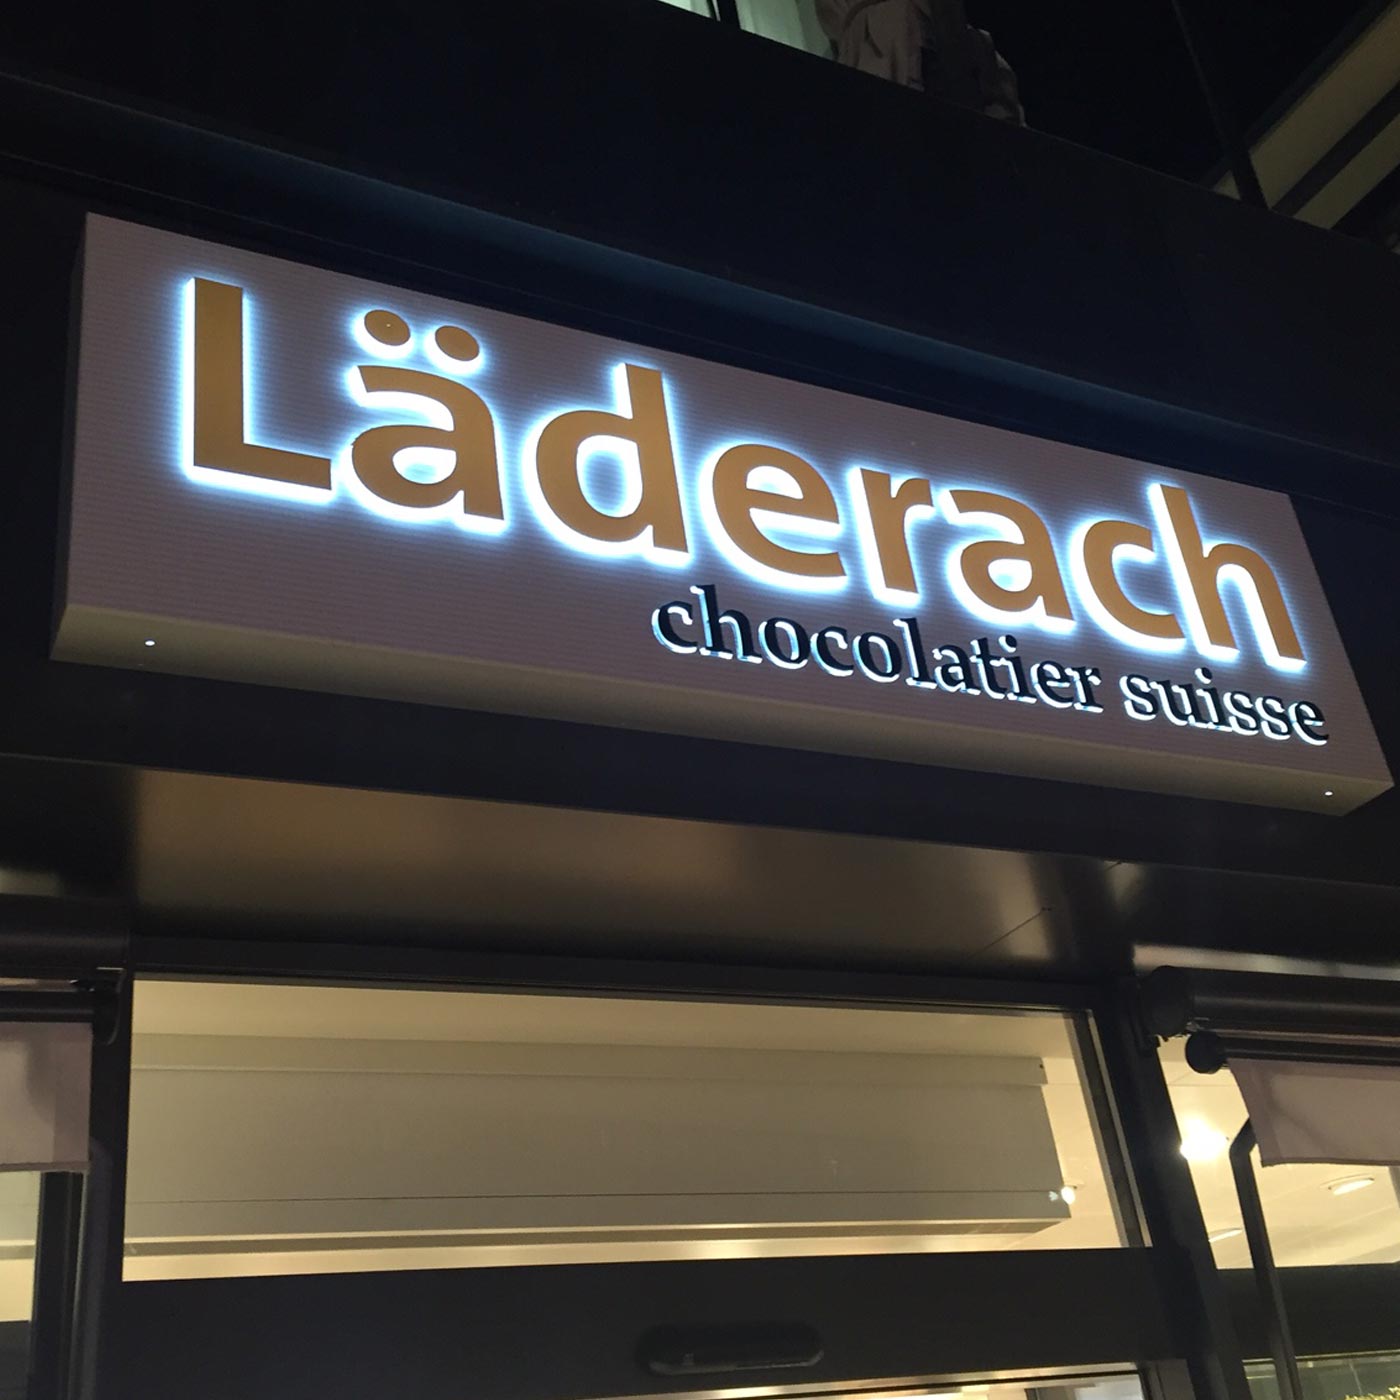 Läderach
chocolatier suisse